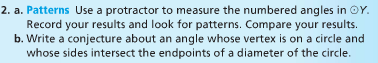 2. a. Patterns Use a protractor to measure the numbered angles in ⊙Y.
Record your results and look for patterns. Compare your results.
b. Write a conjecture about an angle whose vertex is on a circle and
whose sides intersect the endpoints of a diameter of the circle.